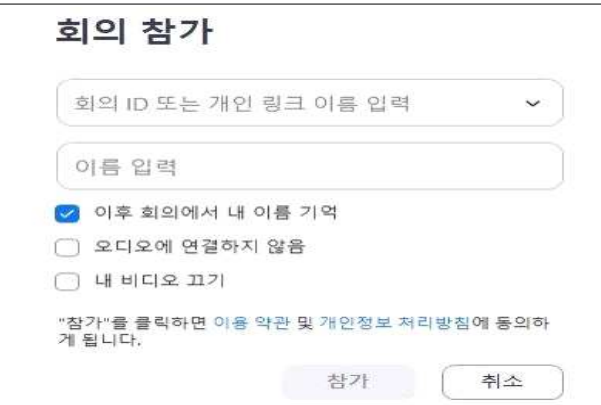 회의 참가
회의 ID 또는 개인 링크 이름 입력
이름 입력
이후 회의에서 내 이름 기억
오디오에 연결하지 않음
내 비디오 끄기
"참가"를 클릭하면 이용 약관 및 개인정보 처리방침에 동의하
게 됩니다.
참가
취소